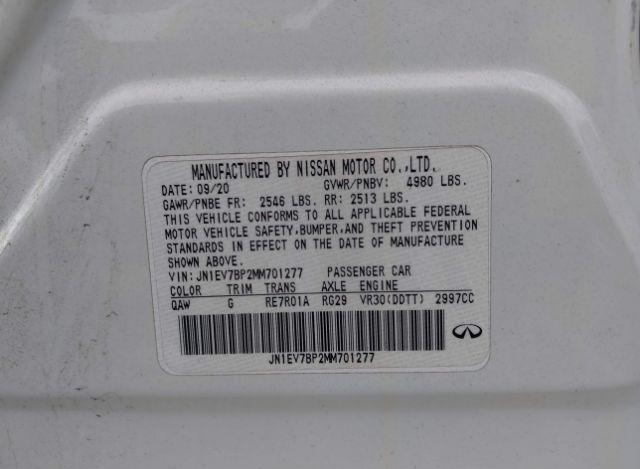 MANUFACTURED BY NISSAN MOTOR CO.,LTD.
DATE: 09/20 GVWR/PNBV: 4980 LBS.
GAWR/PNBE FR: 2546 LBS. RR: 2513 LBS.
THIS VEHICLE CONFORMS TO ALL APPLICABLE FEDERAL
MOTOR VEHICLE SAFETY,BUMPER,AND THEFT PREVENTION
STANDARDS IN EFFECT ON THE DATE OF MANUFACTURE
SHOWN ABOVE.
VIN: JN1EV7BP2MM701277 PASSENGER CAR
COLOR TRIM TRANS AXLE ENGINE
QAW G RE7R01A RG29 VR30(DDTT) 2997CC
JN1EV7BP2MM701277